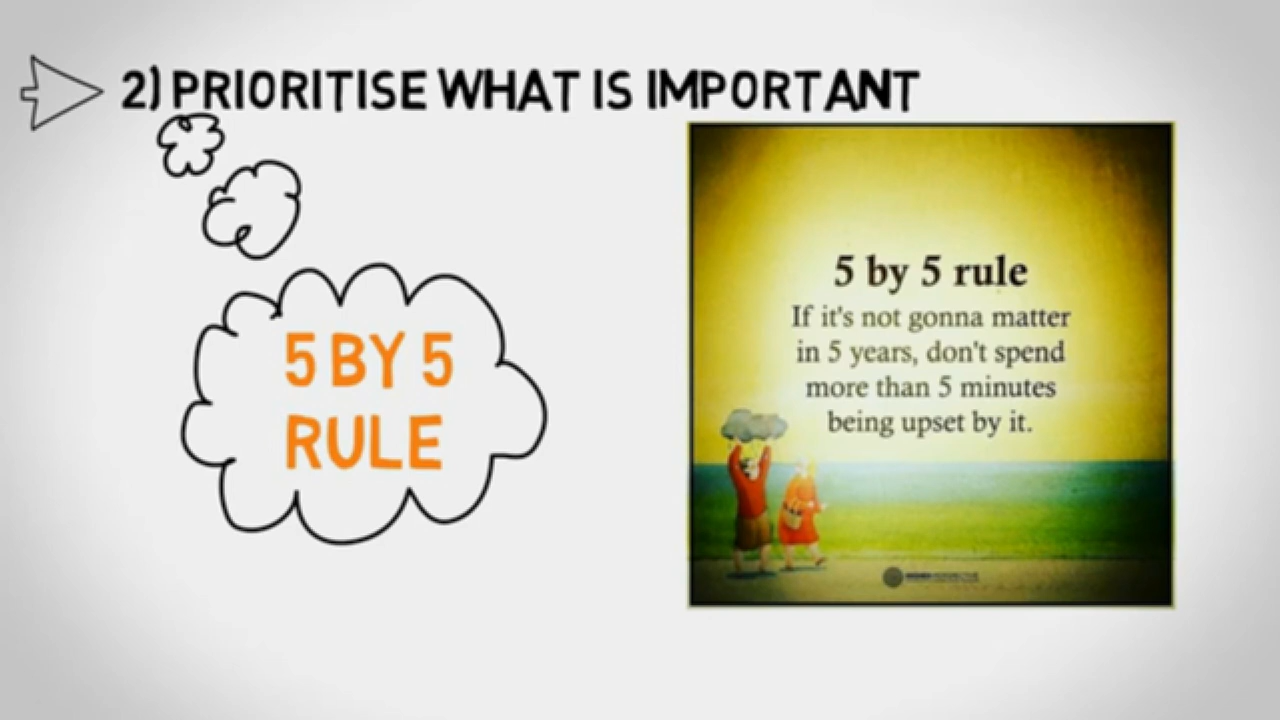 2) PRIORITISE WHAT IS IMPORTANT
5 BY 5
RULE
5 by 5 rule
If it's not gonna matter
in 5 years, don't spend
more than 5 minutes
being upset by it.